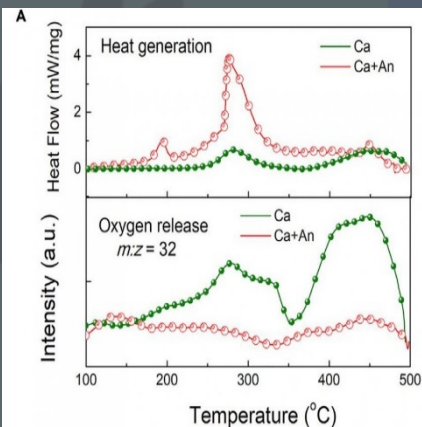 A
Heat generation
Ca
Ca+An
Heat Flow (mW/mg)
4
2
0
Oxygen release
m:z = 32
Ca
Ca+An
Intensity (a.u.)
100 200 300 400 500
Temperature (°C)